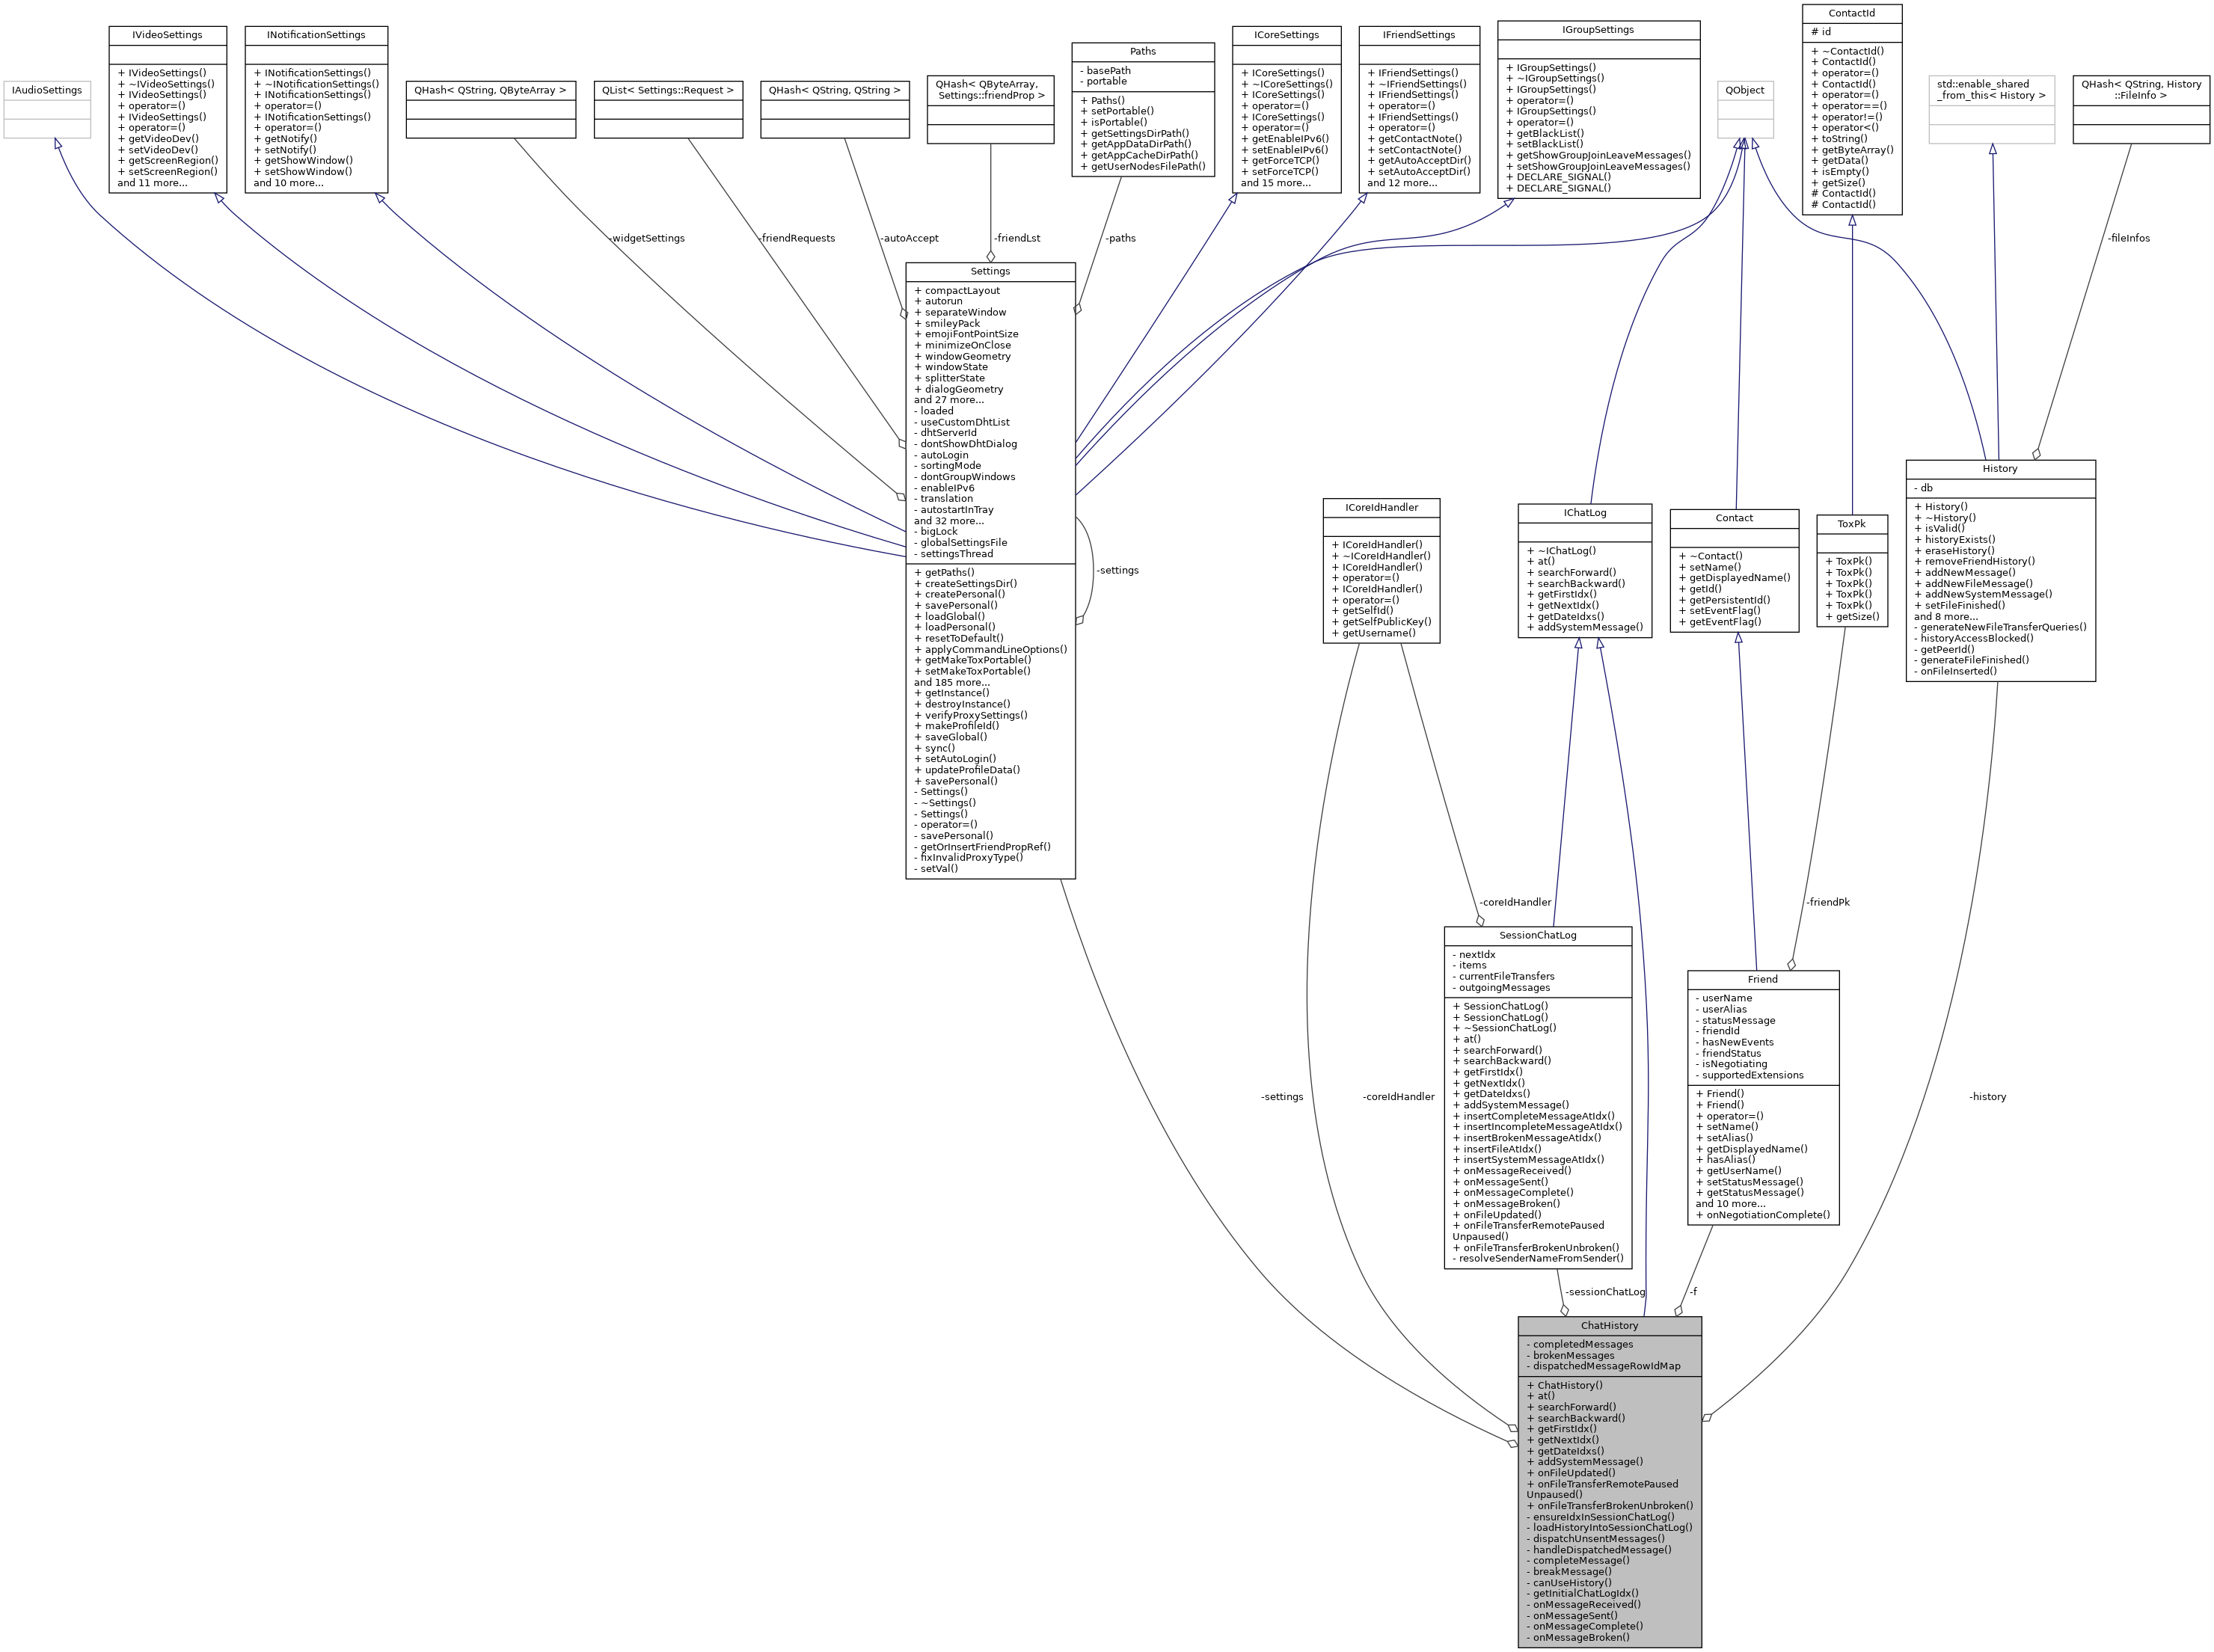 IAudioSettings
IVideoSettings
+ IVideoSettings()
+ ~IVideoSettings()
+ IVideoSettings()
+ operator=()
+ IVideoSettings()
+ operator=()
+ getVideoDev()
+ setVideoDev()
+ getScreenRegion()
+ setScreenRegion()
and 11 more...
INotificationSettings
+ INotificationSettings()
+ ~INotificationSettings()
+ INotificationSettings()
+ operator=()
+ INotificationSettings()
+ operator=()
+ getNotify()
+ setNotify()
+ getShowWindow()
+ setShowWindow()
and 10 more...
QHash< QString, QByteArray >
QList< Settings::Request >
QHash< QString, QString >
QHash< QByteArray,
Settings::friendProp >
Paths
- basePath
- portable
+ Paths()
+ setPortable()
+ isPortable()
+ getSettingsDirPath()
+ getAppDataDirPath()
+ getAppCacheDirPath()
+ getUserNodesFilePath()
ICoreSettings
+ ICoreSettings()
+ ~ICoreSettings()
+ ICoreSettings()
+ operator=()
+ ICoreSettings()
+ operator=()
+ getEnableIPv6()
+ setEnableIPv6()
+ getForceTCP()
+ setForceTCP()
and 15 more...
IFriendSettings
+ IFriendSettings()
+ ~IFriendSettings()
+ IFriendSettings()
+ operator=()
+ IFriendSettings()
+ operator=()
+ getContactNote()
+ setContactNote()
+ getAutoAcceptDir()
+ setAutoAcceptDir()
and 12 more...
IGroupSettings
+ IGroupSettings()
+ ~IGroupSettings()
+ IGroupSettings()
+ operator=()
+ IGroupSettings()
+ operator=()
+ getBlackList()
+ setBlackList()
+ getShowGroupJoinLeaveMessages()
+ setShowGroupJoinLeaveMessages()
+ DECLARE_SIGNAL()
+ DECLARE_SIGNAL()
QObject
ContactId
# id
+ ~ContactId()
+ ContactId()
+ operator=()
+ ContactId()
+ operator=()
+ operator==()
+ operator!=()
+ operator<()
+ toString()
+ getByteArray()
+ getData()
+ isEmpty()
+ getSize()
# ContactId()
# ContactId()
std::enable_shared
_from_this< History >
QHash< QString, History
::FileInfo >
-widgetSettings
-friendRequests
-autoAccept
-friendLst
-paths
-fileInfos
Settings
+ compactLayout
+ autorun
+ separateWindow
+ smileyPack
+ emojiFontPointSize
+ minimizeOnClose
+ windowGeometry
+ windowState
+ splitterState
+ dialogGeometry
and 27 more...
- loaded
- useCustomDhtList
- dhtServerId
- dontShowDhtDialog
- autoLogin
- sortingMode
- dontGroupWindows
- enableIPv6
- translation
- autostartInTray
and 32 more...
- bigLock
- globalSettingsFile
- settingsThread
+ getPaths()
+ createSettingsDir()
+ createPersonal()
+ savePersonal()
+ loadGlobal()
+ loadPersonal()
+ resetToDefault()
+ applyCommandLineOptions()
+ getMakeToxPortable()
+ setMakeToxPortable()
and 185 more...
+ getInstance()
+ destroyInstance()
+ verifyProxySettings()
+ makeProfileId()
+ saveGlobal()
+ sync()
+ setAutoLogin()
+ updateProfileData()
+ savePersonal()
- Settings()
- ~Settings()
- Settings()
- operator=()
- savePersonal()
- getOrInsertFriendPropRef()
- fixInvalidProxyType()
- setVal()
-settings
ICoreIdHandler
+ ICoreIdHandler()
+ ~ICoreIdHandler()
+ ICoreIdHandler()
+ operator=()
+ ICoreIdHandler()
+ operator=()
+ getSelfId()
+ getSelfPublicKey()
+ getUsername()
IChatLog
+ ~IChatLog()
+ at()
+ searchForward()
+ searchBackward()
+ getFirstIdx()
+ getNextIdx()
+ getDateIdxs()
+ addSystemMessage()
Contact
+ ~Contact()
+ setName()
+ getDisplayedName()
+ getId()
+ getPersistentId()
+ setEventFlag()
+ getEventFlag()
ToxPk
+ ToxPk()
+ ToxPk()
+ ToxPk()
+ ToxPk()
+ ToxPk()
+ getSize()
History
- db
+ History()
+ ~History()
+ isValid()
+ historyExists()
+ eraseHistory()
+ removeFriendHistory()
+ addNewMessage()
+ addNewFileMessage()
+ addNewSystemMessage()
+ setFileFinished()
and 8 more...
- generateNewFileTransferQueries()
- historyAccessBlocked()
- getPeerId()
- generateFileFinished()
- onFileInserted()
-coreIdHandler
-friendPk
SessionChatLog
- nextIdx
- items
- currentFileTransfers
- outgoingMessages
+ SessionChatLog()
+ SessionChatLog()
+ ~SessionChatLog()
+ at()
+ searchForward()
+ searchBackward()
+ getFirstIdx()
+ getNextIdx()
+ getDateIdxs()
+ addSystemMessage()
+ insertCompleteMessageAtIdx()
+ insertIncompleteMessageAtIdx()
+ insertBrokenMessageAtIdx()
+ insertFileAtIdx()
+ insertSystemMessageAtIdx()
+ onMessageReceived()
+ onMessageSent()
+ onMessageComplete()
+ onMessageBroken()
+ onFileUpdated()
+ onFileTransferRemotePaused
Unpaused()
+ onFileTransferBrokenUnbroken()
- resolveSenderNameFromSender()
Friend
- userName
- userAlias
- statusMessage
- friendId
- hasNewEvents
- friendStatus
- isNegotiating
- supportedExtensions
+ Friend()
+ Friend()
+ operator=()
+ setName()
+ setAlias()
+ getDisplayedName()
+ hasAlias()
+ getUserName()
+ setStatusMessage()
+ getStatusMessage()
and 10 more...
+ onNegotiationComplete()
-settings
-coreIdHandler
-history
-sessionChatLog
-f
ChatHistory
- completedMessages
- brokenMessages
- dispatchedMessageRowIdMap
+ ChatHistory()
+ at()
+ searchForward()
+ searchBackward()
+ getFirstIdx()
+ getNextIdx()
+ getDateIdxs()
+ addSystemMessage()
+ onFileUpdated()
+ onFileTransferRemotePaused
Unpaused()
+ onFileTransferBrokenUnbroken()
- ensureIdxInSessionChatLog()
- loadHistoryIntoSessionChatLog()
- dispatchUnsentMessages()
- handleDispatchedMessage()
- completeMessage()
- breakMessage()
- canUseHistory()
- getInitialChatLogIdx()
- onMessageReceived()
- onMessageSent()
- onMessageComplete()
- onMessageBroken()